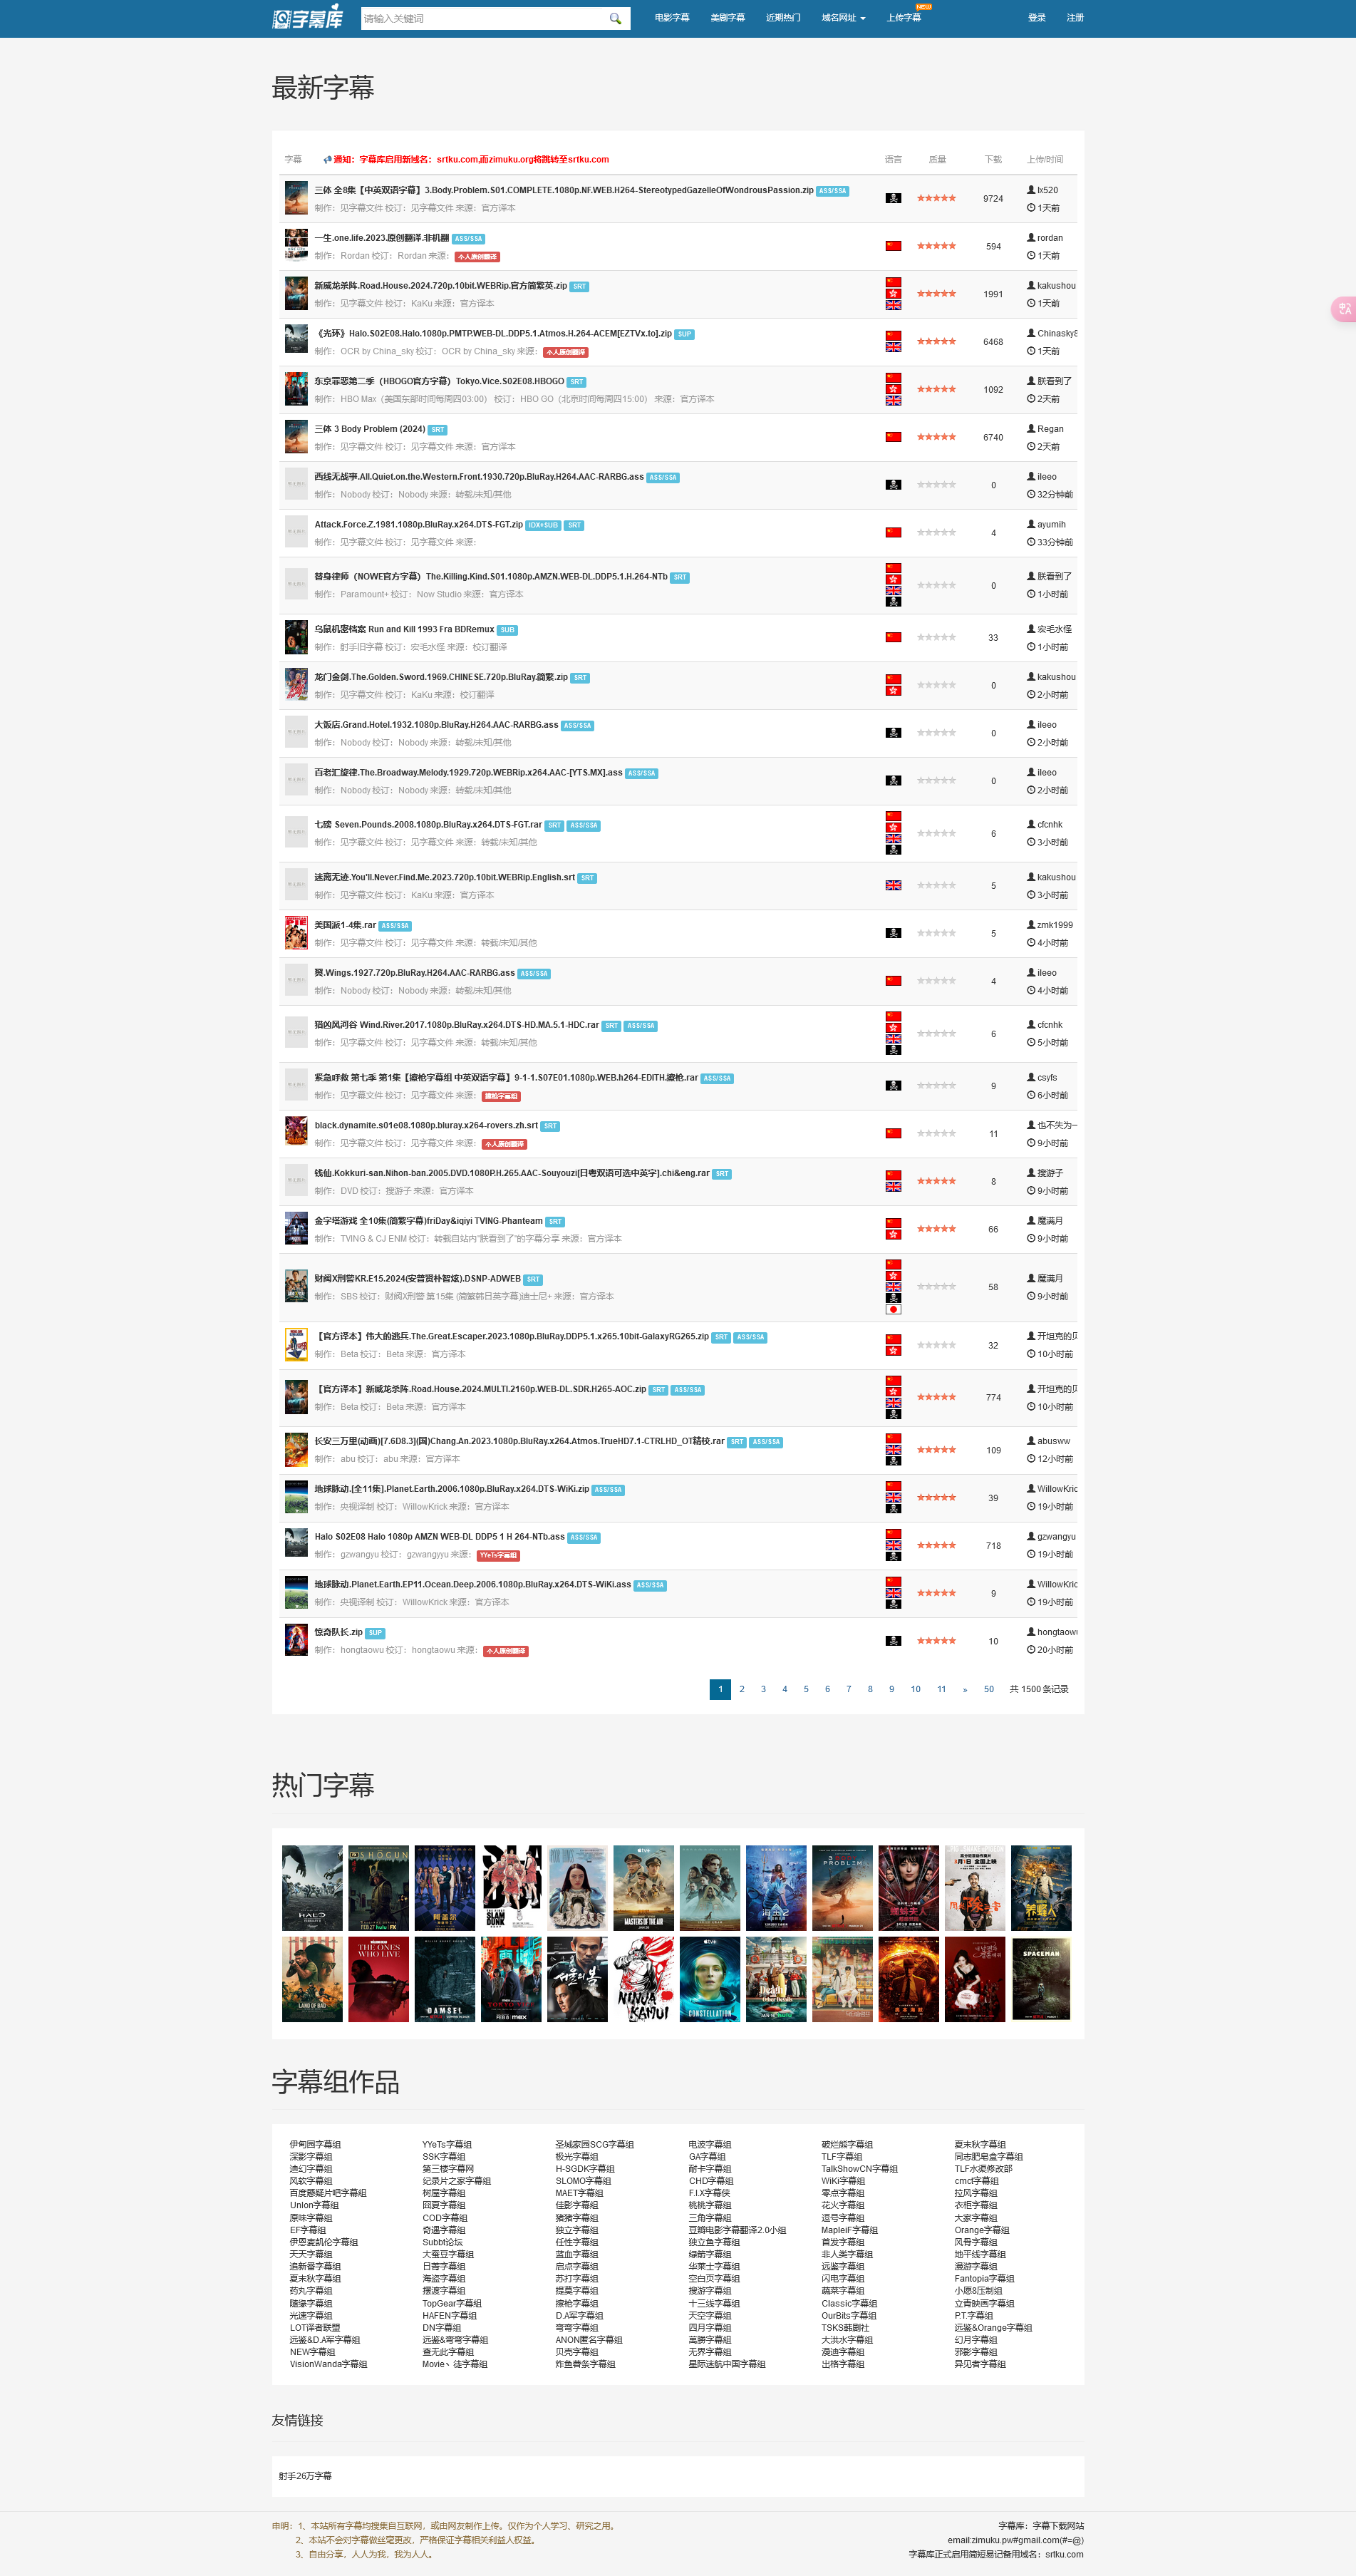 字幕库
请输入关键词
电影字幕 美剧字幕 近期热门 域名网址 上传字幕 NEW 登录 注册
最新字幕
字幕 通知：字幕库启用新域名：srtku.com,而zimuku.org将跳转至srtku.com 语言 质量 下载 上传/时间
三体 全8集【中英双语字幕】3.Body.Problem.S01.COMPLETE.1080p.NF.WEB.H264-StereotypedGazelleOfWondrousPassion.zip ASS/SSA 9724 lx520
制作：见字幕文件 校订：见字幕文件 来源：官方译本 1天前
一生.one.life.2023.原创翻译.非机翻 ASS/SSA 594 rordan
制作：Rordan 校订：Rordan 来源：个人原创翻译 1天前
新威龙杀阵.Road.House.2024.720p.10bit.WEBRip.官方简繁英.zip SRT 1991 kakushou
制作：见字幕文件 校订：KaKu 来源：官方译本 1天前
《光环》Halo.S02E08.Halo.1080p.PMTP.WEB-DL.DDP5.1.Atmos.H.264-ACEM[EZTVx.to].zip SUP 6468 Chinasky8
制作：OCR by China_sky 校订：OCR by China_sky 来源：个人原创翻译 1天前
东京罪恶第二季（HBOGO官方字幕）Tokyo.Vice.S02E08.HBOGO SRT 1092 朕看到了
制作：HBO Max（美国东部时间每周四03:00） 校订：HBO GO（北京时间每周四15:00） 来源：官方译本 2天前
三体 3 Body Problem (2024) SRT 6740 Regan
制作：见字幕文件 校订：见字幕文件 来源：官方译本 2天前
西线无战事.All.Quiet.on.the.Western.Front.1930.720p.BluRay.H264.AAC-RARBG.ass ASS/SSA 0 ileeo
制作：Nobody 校订：Nobody 来源：转载/未知/其他 32分钟前
Attack.Force.Z.1981.1080p.BluRay.x264.DTS-FGT.zip IDX+SUB SRT 4 ayumih
制作：见字幕文件 校订：见字幕文件 来源： 33分钟前
替身律师（NOWE官方字幕）The.Killing.Kind.S01.1080p.AMZN.WEB-DL.DDP5.1.H.264-NTb SRT 0 朕看到了
制作：Paramount+ 校订：Now Studio 来源：官方译本 1小时前
乌鼠机密档案 Run and Kill 1993 Fra BDRemux SUB 33 宏毛水怪
制作：射手旧字幕 校订：宏毛水怪 来源：校订翻译 1小时前
龙门金剑.The.Golden.Sword.1969.CHINESE.720p.BluRay.简繁.zip SRT 0 kakushou
制作：见字幕文件 校订：KaKu 来源：校订翻译 2小时前
大饭店.Grand.Hotel.1932.1080p.BluRay.H264.AAC-RARBG.ass ASS/SSA 0 ileeo
制作：Nobody 校订：Nobody 来源：转载/未知/其他 2小时前
百老汇旋律.The.Broadway.Melody.1929.720p.WEBRip.x264.AAC-[YTS.MX].ass ASS/SSA 0 ileeo
制作：Nobody 校订：Nobody 来源：转载/未知/其他 2小时前
七磅 Seven.Pounds.2008.1080p.BluRay.x264.DTS-FGT.rar SRT ASS/SSA 6 cfcnhk
制作：见字幕文件 校订：见字幕文件 来源：转载/未知/其他 3小时前
迷离无迹.You'll.Never.Find.Me.2023.720p.10bit.WEBRip.English.srt SRT 5 kakushou
制作：见字幕文件 校订：KaKu 来源：官方译本 3小时前
美国派1-4集.rar ASS/SSA 5 zmk1999
制作：见字幕文件 校订：见字幕文件 来源：转载/未知/其他 4小时前
翼.Wings.1927.720p.BluRay.H264.AAC-RARBG.ass ASS/SSA 4 ileeo
制作：Nobody 校订：Nobody 来源：转载/未知/其他 4小时前
猎凶风河谷 Wind.River.2017.1080p.BluRay.x264.DTS-HD.MA.5.1-HDC.rar SRT ASS/SSA 6 cfcnhk
制作：见字幕文件 校订：见字幕文件 来源：转载/未知/其他 5小时前
紧急呼救 第七季 第1集【擦枪字幕组 中英双语字幕】9-1-1.S07E01.1080p.WEB.h264-EDITH.擦枪.rar ASS/SSA 9 csyfs
制作：见字幕文件 校订：见字幕文件 来源：擦枪字幕组 6小时前
black.dynamite.s01e08.1080p.bluray.x264-rovers.zh.srt SRT 11 也不失为一
制作：见字幕文件 校订：见字幕文件 来源：个人原创翻译 9小时前
钱仙.Kokkuri-san.Nihon-ban.2005.DVD.1080P.H.265.AAC-Souyouzi[日粤双语可选中英字].chi&eng.rar SRT 8 搜游子
制作：DVD 校订：搜游子 来源：官方译本 9小时前
金字塔游戏 全10集(简繁字幕)friDay&iqiyi TVING-Phanteam SRT 66 魔满月
制作：TVING & CJ ENM 校订：转载自站内“朕看到了”的字幕分享 来源：官方译本 9小时前
财阀X刑警KR.E15.2024(安普贤朴智炫).DSNP-ADWEB SRT 58 魔满月
制作：SBS 校订：财阀X刑警 第15集 (简繁韩日英字幕)迪士尼+ 来源：官方译本 9小时前
【官方译本】伟大的逃兵.The.Great.Escaper.2023.1080p.BluRay.DDP5.1.x265.10bit-GalaxyRG265.zip SRT ASS/SSA 32 开坦克的贝
制作：Beta 校订：Beta 来源：官方译本 10小时前
【官方译本】新威龙杀阵.Road.House.2024.MULTI.2160p.WEB-DL.SDR.H265-AOC.zip SRT ASS/SSA 774 开坦克的贝
制作：Beta 校订：Beta 来源：官方译本 10小时前
长安三万里(动画)[7.6D8.3](国)Chang.An.2023.1080p.BluRay.x264.Atmos.TrueHD7.1-CTRLHD_OT精校.rar SRT ASS/SSA 109 abusww
制作：abu 校订：abu 来源：官方译本 12小时前
地球脉动.[全11集].Planet.Earth.2006.1080p.BluRay.x264.DTS-WiKi.zip ASS/SSA 39 WillowKric
制作：央视译制 校订：WillowKrick 来源：官方译本 19小时前
Halo S02E08 Halo 1080p AMZN WEB-DL DDP5 1 H 264-NTb.ass ASS/SSA 718 gzwangyu
制作：gzwangyu 校订：gzwangyyu 来源：YYeTs字幕组 19小时前
地球脉动.Planet.Earth.EP11.Ocean.Deep.2006.1080p.BluRay.x264.DTS-WiKi.ass ASS/SSA 9 WillowKric
制作：央视译制 校订：WillowKrick 来源：官方译本 19小时前
惊奇队长.zip SUP 10 hongtaowu
制作：hongtaowu 校订：hongtaowu 来源：个人原创翻译 20小时前
1 2 3 4 5 6 7 8 9 10 11 » 50 共 1500 条记录
热门字幕
HALO SHOGUN SLAM DUNK MASTERS OF THE AIR 海王2 3 PROBLEM 养蜂人
LAND OF BAD THE ONES WHO LIVE DAMSEL TOKYO VICE 서울의 봄 NINJA KAMUI CONSTELLATION SPACEMAN
字幕组作品
伊甸园字幕组 YYeTs字幕组 圣城家园SCG字幕组 电波字幕组 破烂熊字幕组 夏末秋字幕组
深影字幕组 SSK字幕组 极光字幕组 GA字幕组 TLF字幕组 同志肥皂盒字幕组
迪幻字幕组 第三楼字幕网 H-SGDK字幕组 耐卡字幕组 TalkShowCN字幕组 TLF水渠修改部
风软字幕组 纪录片之家字幕组 SLOMO字幕组 CHD字幕组 WiKi字幕组 cmct字幕组
百度悬疑片吧字幕组 树屋字幕组 MAET字幕组 F.I.X字幕侠 零点字幕组 拉风字幕组
Union字幕组 囧夏字幕组 佳影字幕组 桃桃字幕组 花火字幕组 衣柜字幕组
原味字幕组 COD字幕组 猪猪字幕组 三角字幕组 逗号字幕组 大家字幕组
EF字幕组 奇遇字幕组 独立字幕组 豆瓣电影字幕翻译2.0小组 MapleiF字幕组 Orange字幕组
伊恩麦凯伦字幕组 Subbt论坛 任性字幕组 独立鱼字幕组 首发字幕组 风骨字幕组
天天字幕组 大蚕豆字幕组 蓝血字幕组 绿箭字幕组 非人类字幕组 地平线字幕组
追新番字幕组 日菁字幕组 启点字幕组 华莱士字幕组 远鉴字幕组 漫游字幕组
夏末秋字幕组 海盗字幕组 苏打字幕组 空白页字幕组 闪电字幕组 Fantopia字幕组
药丸字幕组 摆渡字幕组 提莫字幕组 搜游字幕组 蔬菜字幕组 小愿8压制组
随缘字幕组 TopGear字幕组 擦枪字幕组 十三线字幕组 Classic字幕组 立青映画字幕组
光速字幕组 HAFEN字幕组 D.A军字幕组 天空字幕组 OurBits字幕组 P.T.字幕组
LOT译者联盟 DN字幕组 弯弯字幕组 四月字幕组 TSKS韩剧社 远鉴&Orange字幕组
远鉴&D.A军字幕组 远鉴&弯弯字幕组 ANON匿名字幕组 萬勝字幕组 大洪水字幕组 幻月字幕组
NEW字幕组 查无此字幕组 贝壳字幕组 无界字幕组 漫迪字幕组 邪影字幕组
VisionWanda字幕组 Movie丶徒字幕组 炸鱼薯条字幕组 星际迷航中国字幕组 出格字幕组 异见者字幕组
友情链接
射手26万字幕
申明：1、本站所有字幕均搜集自互联网，或由网友制作上传。仅作为个人学习、研究之用。 字幕库：字幕下载网站
2、本站不会对字幕做丝毫更改，严格保证字幕相关利益人权益。 email:zimuku.pw#gmail.com(#=@)
3、自由分享，人人为我，我为人人。 字幕库正式启用简短易记备用域名：srtku.com